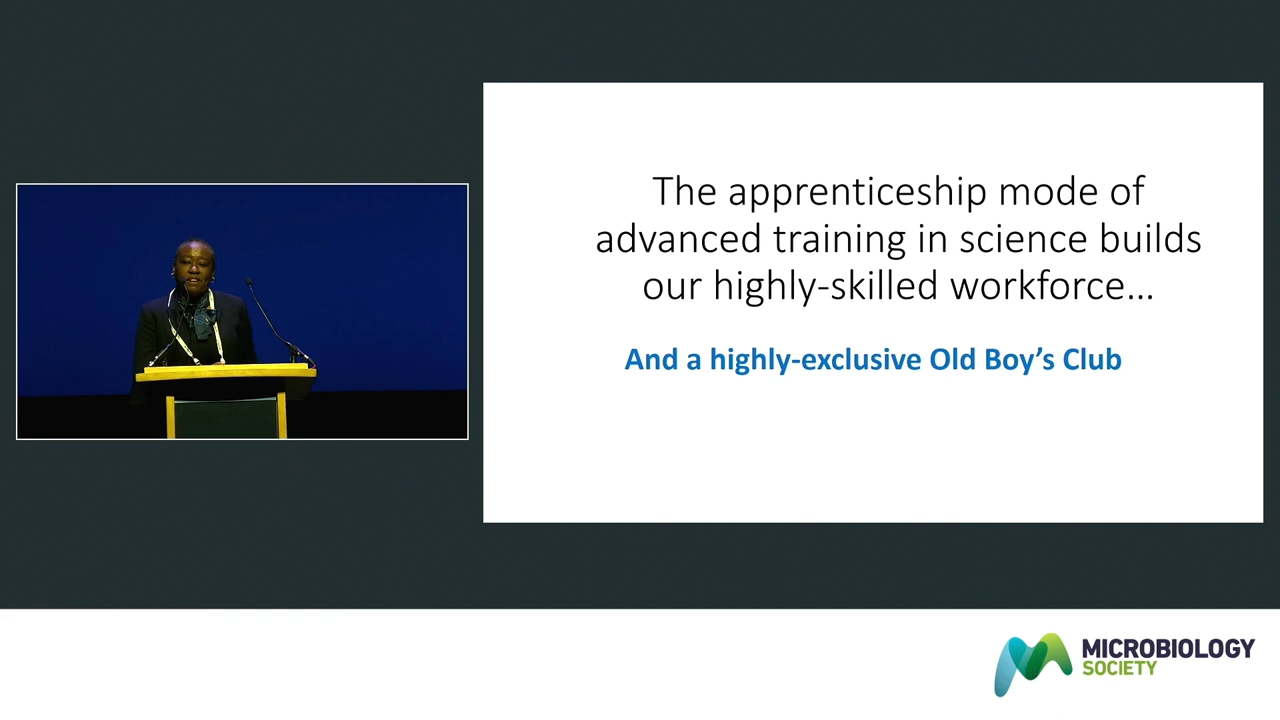 The apprenticeship mode of
advanced training in science builds
our highly-skilled workforce...
And a highly-exclusive Old Boy’s Club
MICROBIOLOGY
SOCIETY